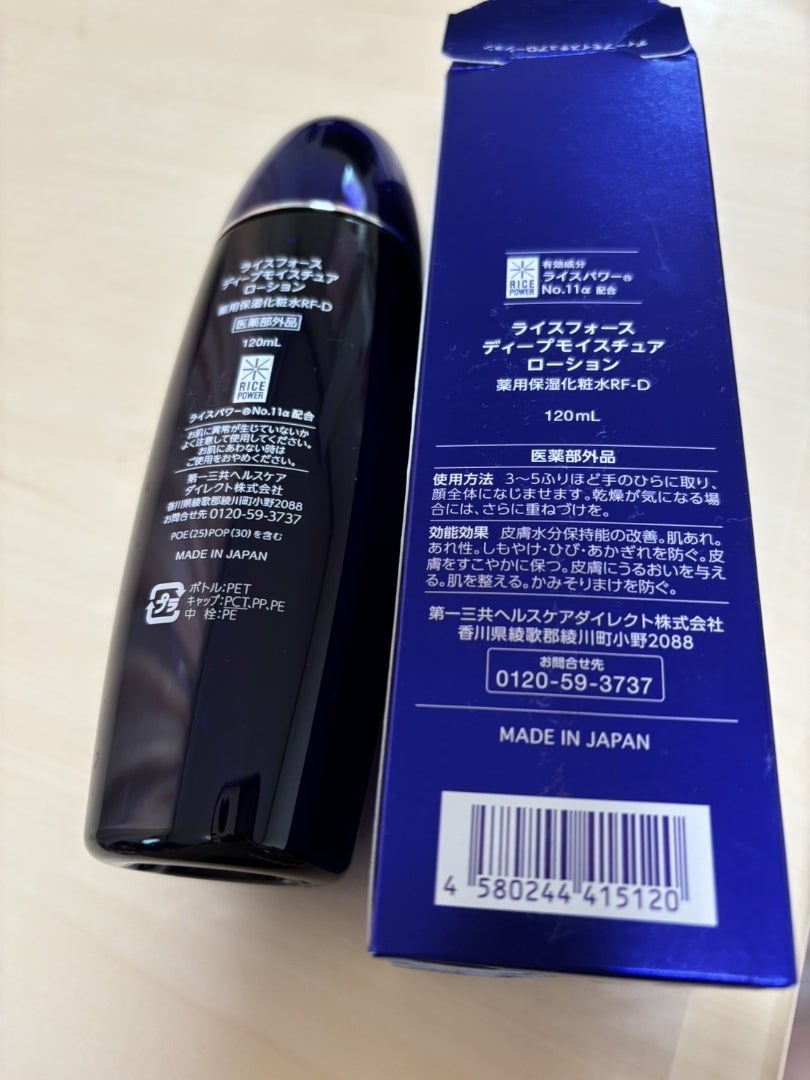 ライスフォース
ディープモイスチュア
ローション
薬用保湿化粧水RF-D
医薬部外品
120mL
RICE
POWER
ライスパワー®No.11α配合
お肌に異常が生じていないか
よく注意して使用してください。
お肌にあわない時は
ご使用をおやめください。
第一三共ヘルスケア
ダイレクト株式会社
香川県綾歌郡綾川町小野2088
お問合せ先 0120-59-3737
POE(25)POP(30)を含む
MADE IN JAPAN
プラ
ボトル:PET
キャップ:PCT,PP,PE
中 栓:PE
ディープモイスチュアローション
RICE
POWER
有効成分
ライスパワー®
No.11α 配合
ライスフォース
ディープモイスチュア
ローション
薬用保湿化粧水RF-D
120mL
医薬部外品
使用方法 3〜5ふりほど手のひらに取り、
顔全体になじませます。乾燥が気になる場
合には、さらに重ねづけを。
効能効果 皮膚水分保持能の改善。肌あれ。
あれ性。しもやけ・ひび・あかぎれを防ぐ。皮
膚をすこやかに保つ。皮膚にうるおいを与え
る。肌を整える。かみそりまけを防ぐ。
第一三共ヘルスケアダイレクト株式会社
香川県綾歌郡綾川町小野2088
お問合せ先
0120-59-3737
MADE IN JAPAN
4 580244 415120